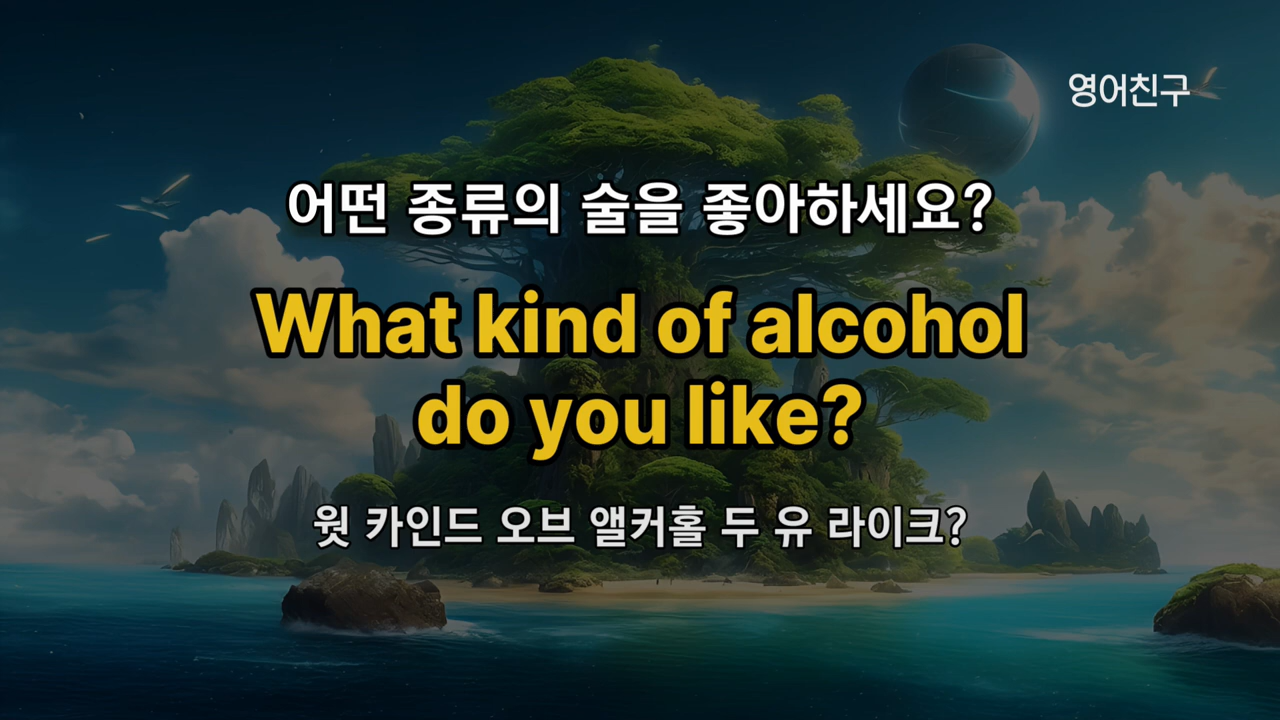 영어친구
어떤 종류의 술을 좋아하세요?
What kind of alcohol
do you like?
웟 카인드 오브 앨커홀 두 유 라이크?